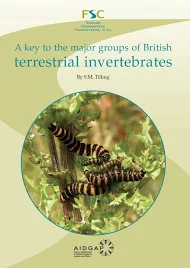 FSC
A key to the major groups of British
terrestrial invertebrates
By S.M. Tilling
AIDGAP